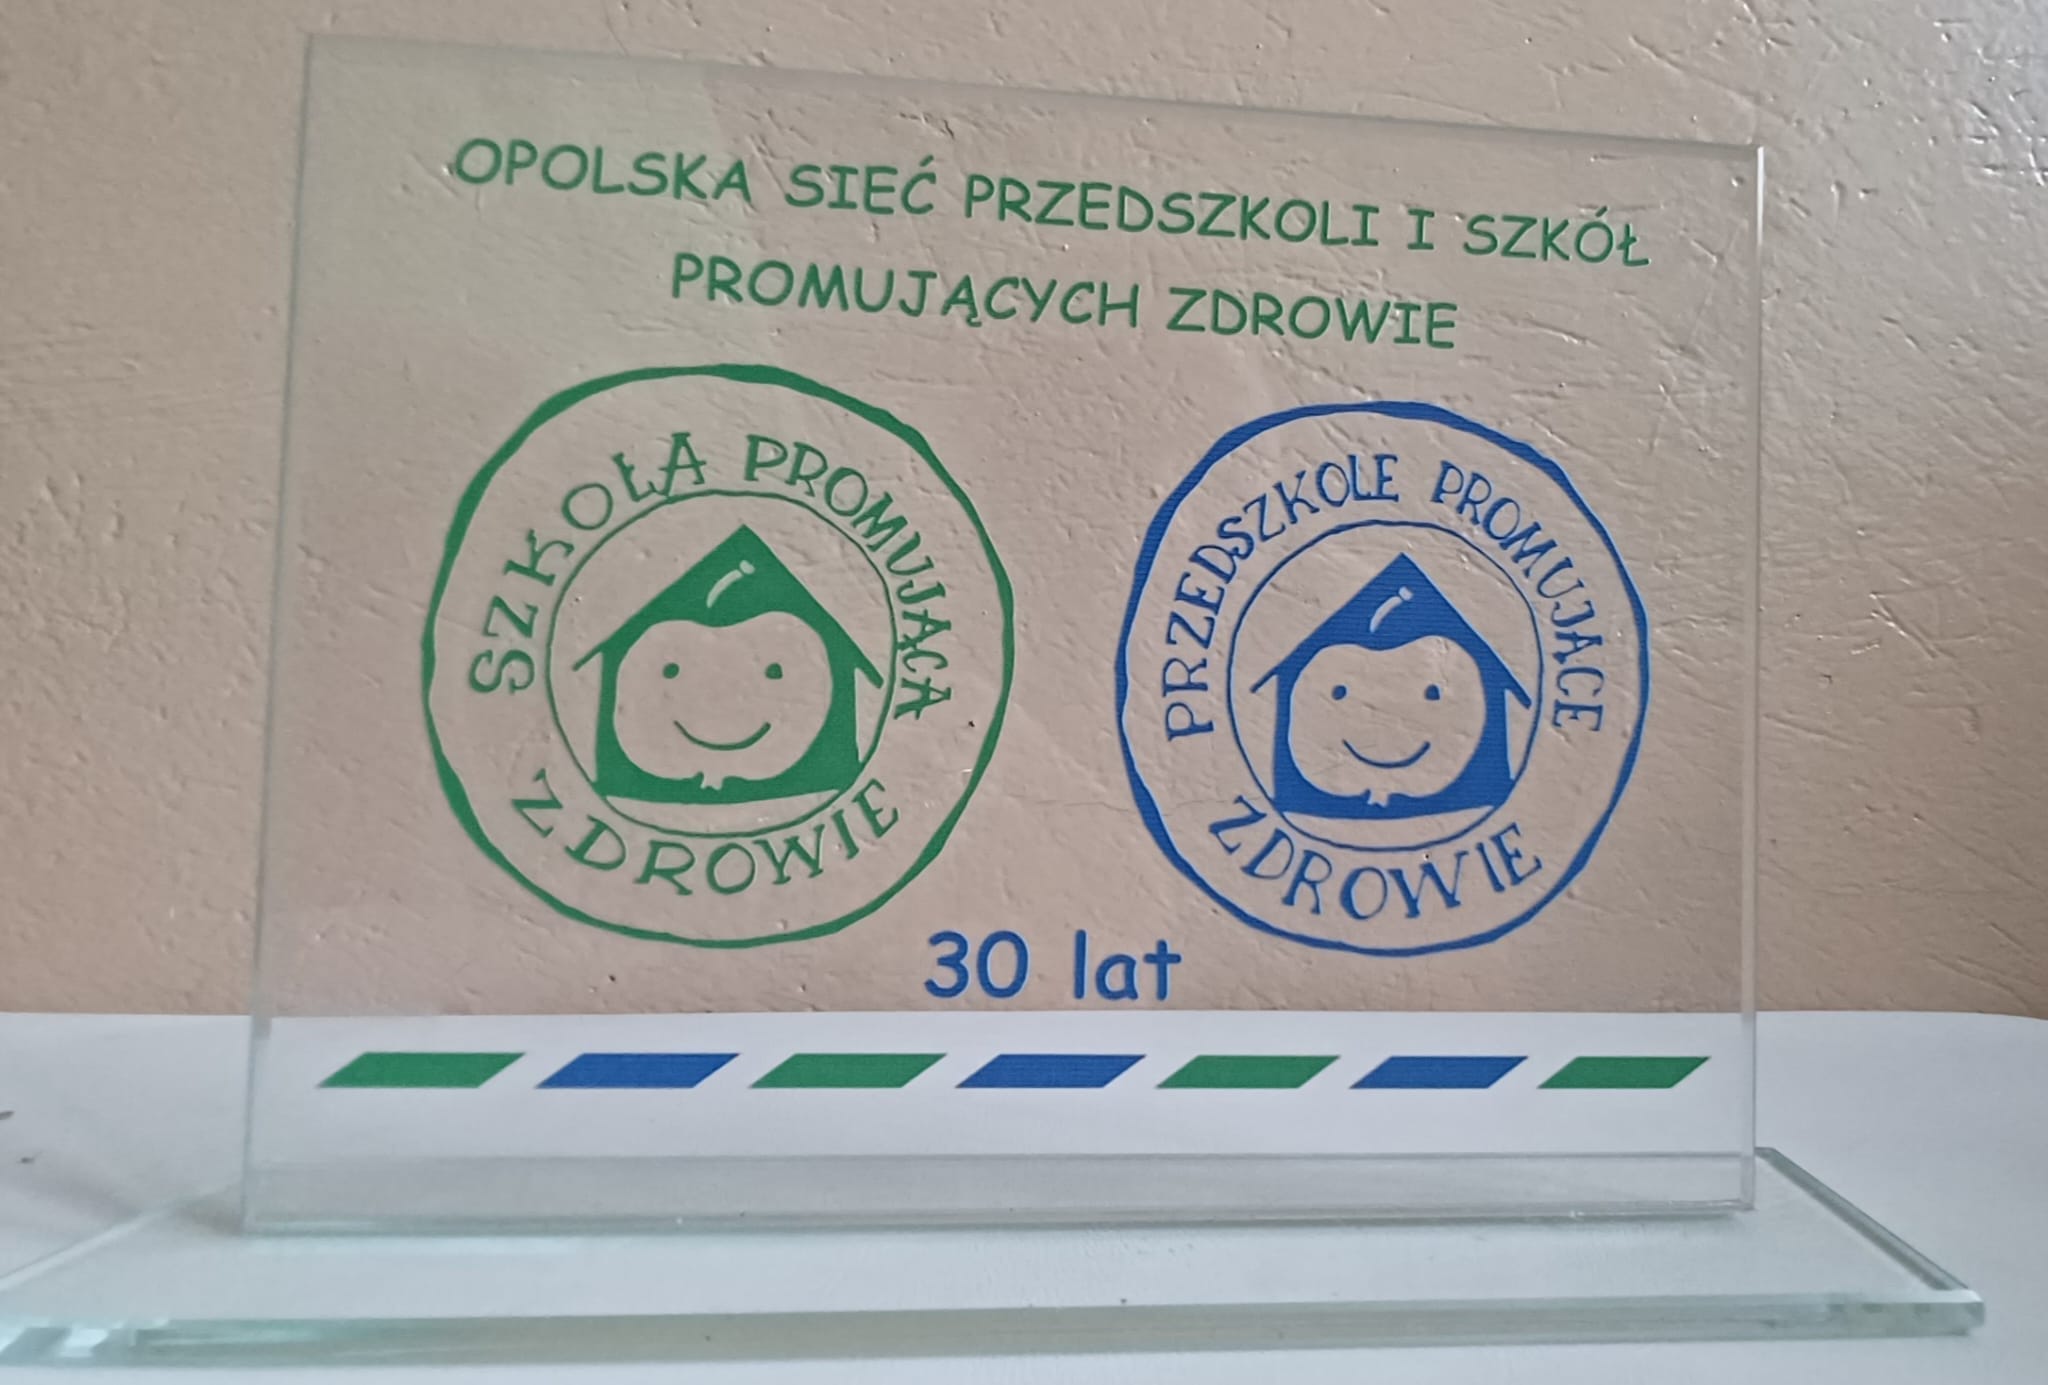 OPOLSKA SIEĆ PRZEDSZKOLI I SZKÓŁ
PROMUJĄCYCH ZDROWIE
SZKOŁA PROMUJĄCA
ZDROWIE
PRZEDSZKOLE PROMUJĄCE
ZDROWIE
30 lat